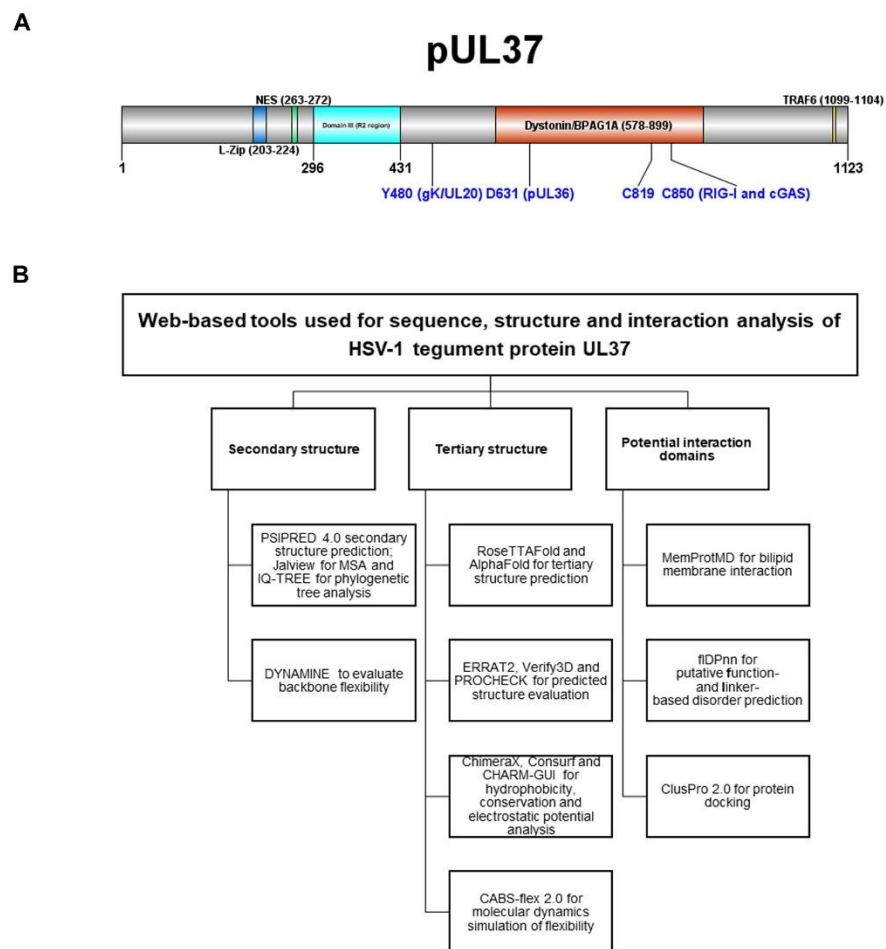 A
pUL37
NES (263-272)
TRAF6 (1099-1104)
Domain III (R2 region)
Dystonin/BPAG1A (578-899)
L-Zip (203-224)
1
296
431
1123
Y480 (gK/UL20) D631 (pUL36)
C819 C850 (RIG-I and cGAS)
B
Web-based tools used for sequence, structure and interaction analysis of
HSV-1 tegument protein UL37
Secondary structure
Tertiary structure
Potential interaction
domains
PSIPRED 4.0 secondary
structure prediction;
Jalview for MSA and
IQ-TREE for phylogenetic
tree analysis
RoseTTAFold and
AlphaFold for tertiary
structure prediction
MemProtMD for bilipid
membrane interaction
DYNAMINE to evaluate
backbone flexibility
ERRAT2, Verify3D and
PROCHECK for predicted
structure evaluation
flDPnn for
putative function-
and linker-
based disorder prediction
ChimeraX, Consurf and
CHARM-GUI for
hydrophobicity,
conservation and
electrostatic potential
analysis
ClusPro 2.0 for protein
docking
CABS-flex 2.0 for
molecular dynamics
simulation of flexibility